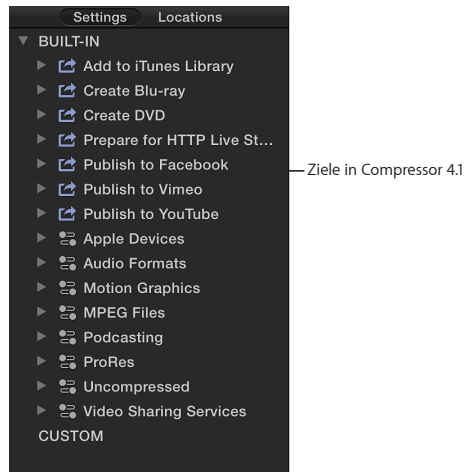 Settings Locations
BUILT-IN
Add to iTunes Library
Create Blu-ray
Create DVD
Prepare for HTTP Live St...
Publish to Facebook
Publish to Vimeo
Publish to YouTube
Apple Devices
Audio Formats
Motion Graphics
MPEG Files
Podcasting
ProRes
Uncompressed
Video Sharing Services
CUSTOM
Ziele in Compressor 4.1